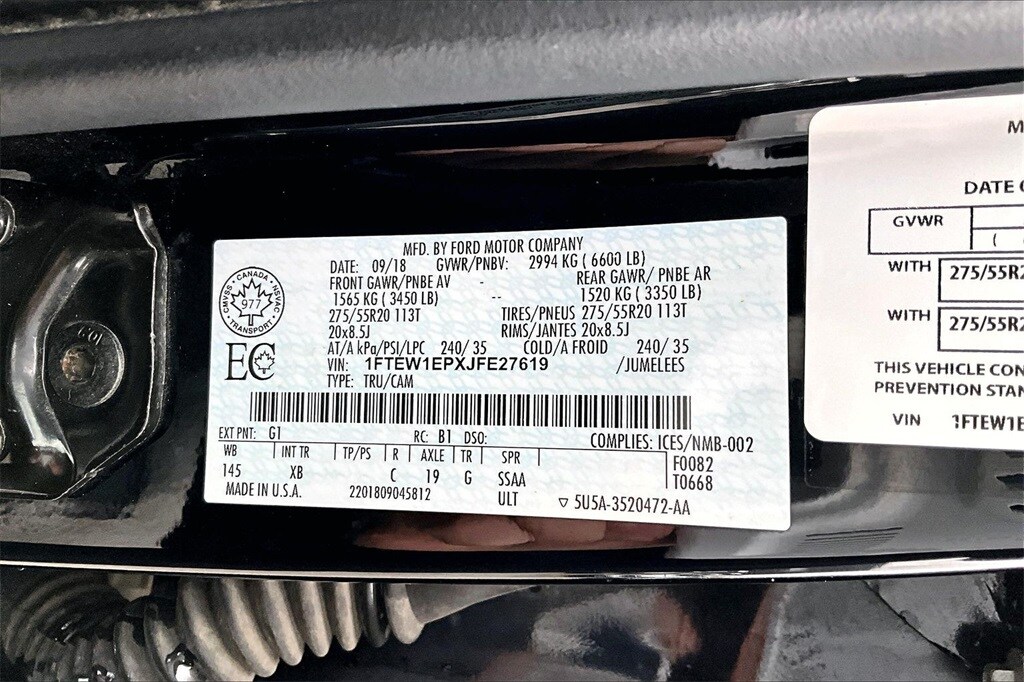 MFD. BY FORD MOTOR COMPANY
DATE: 09/18 GVWR/PNBV: 2994 KG ( 6600 LB)
FRONT GAWR/PNBE AV - REAR GAWR/ PNBE AR
1565 KG ( 3450 LB) -- 1520 KG ( 3350 LB)
275/55R20 113T TIRES/PNEUS 275/55R20 113T
20x8.5J RIMS/JANTES 20x8.5J
AT/A kPa/PSI/LPC 240/ 35 COLD/A FROID 240/ 35
VIN: 1FTEW1EPXJFE27619 /JUMELEES
TYPE: TRU/CAM
CMVSS - CANADA - NSVAC
977
TRANSPORT
EC
EXT PNT: G1 RC: B1 DSO: COMPLIES: ICES/NMB-002
WB INT TR TP/PS R AXLE TR SPR F0082
145 XB C 19 G SSAA T0668
MADE IN U.S.A. 2201809045812 ULT ▽ 5U5A-3520472-AA
M
DATE O
GVWR
(
WITH 275/55R2
WITH 275/55R
THIS VEHICLE CON
PREVENTION STAN
VIN 1FTEW1E